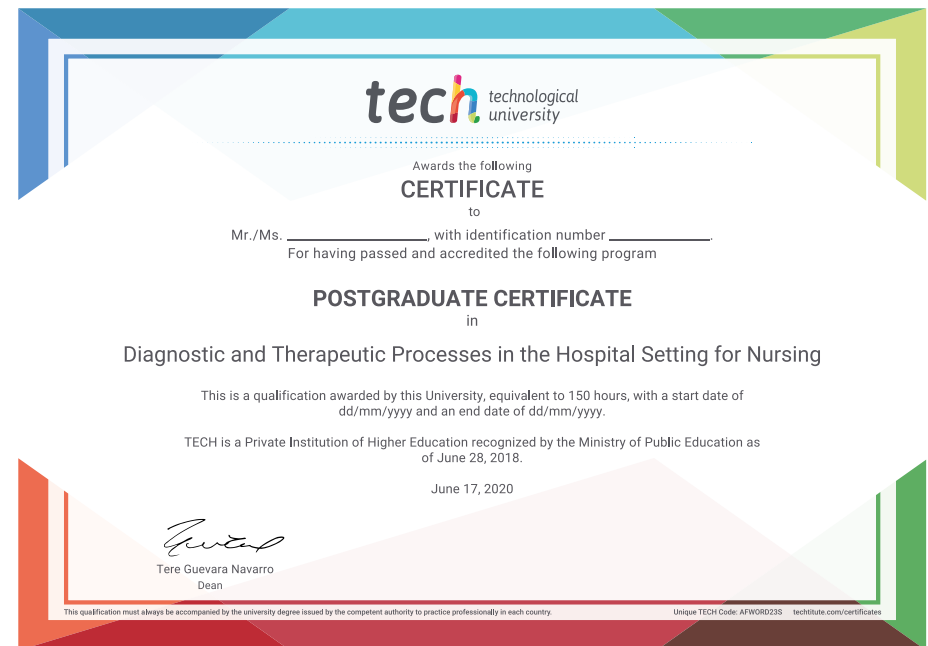 tech technological
university
Awards the following
CERTIFICATE
to
Mr./Ms. ____________________, with identification number ______________.
For having passed and accredited the following program
POSTGRADUATE CERTIFICATE
in
Diagnostic and Therapeutic Processes in the Hospital Setting for Nursing
This is a qualification awarded by this University, equivalent to 150 hours, with a start date of
dd/mm/yyyy and an end date of dd/mm/yyyy.
TECH is a Private Institution of Higher Education recognized by the Ministry of Public Education as
of June 28, 2018.
June 17, 2020
Tere Guevara Navarro
Dean
This qualification must always be accompanied by the university degree issued by the competent authority to practice professionally in each country. Unique TECH Code: AFWORD23S techtitute.com/certificates